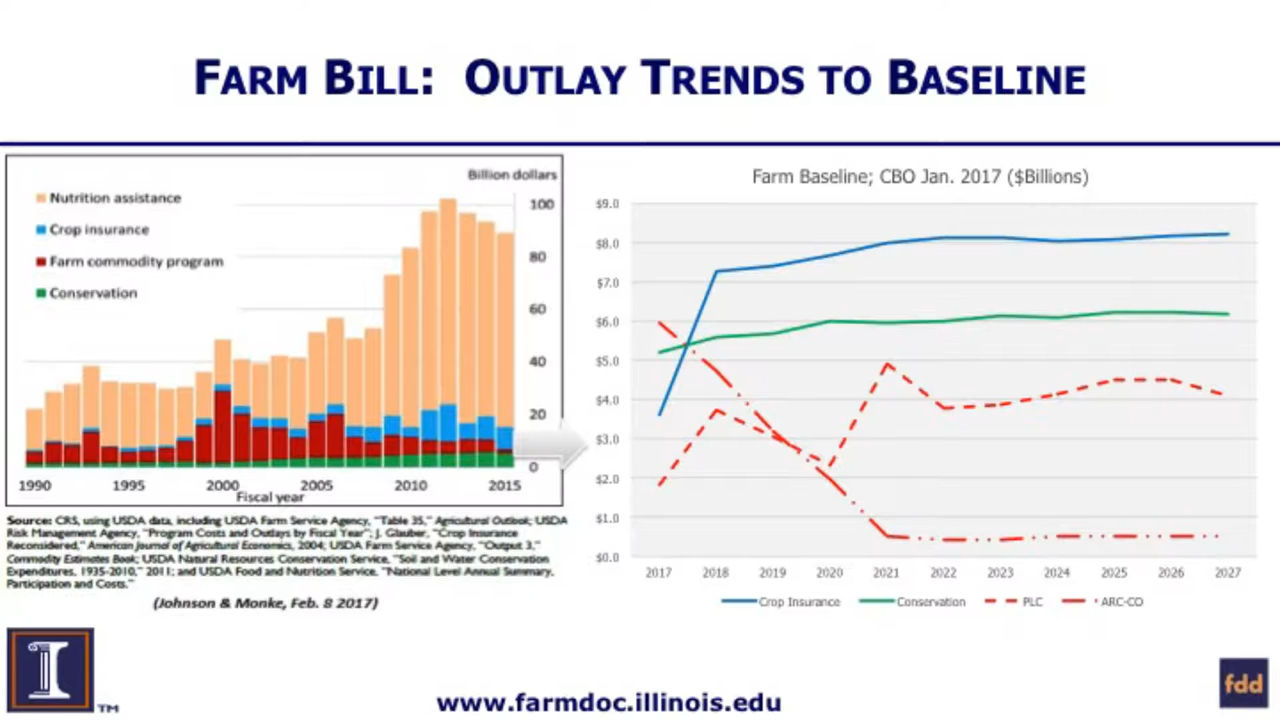 FARM BILL: OUTLAY TRENDS TO BASELINE
Billion dollars
Nutrition assistance
Crop insurance
Farm commodity program
Conservation
100
80
60
40
20
0
1990 1995 2000 2005 2010 2015
Fiscal year
Source: CRS, using USDA data, including USDA Farm Service Agency, "Table 35," Agricultural Outlook; USDA
Risk Management Agency, "Program Costs and Outlays by Fiscal Year"; J. Glauber, "Crop Insurance
Reconsidered," American Journal of Agricultural Economics, 2004; USDA Farm Service Agency, "Output 3,"
Commodity Estimates Book; USDA Natural Resources Conservation Service, "Soil and Water Conservation
Expenditures, 1935-2010," 2011; and USDA Food and Nutrition Service, "National Level Annual Summary,
Participation and Costs."
(Johnson & Monke, Feb. 8 2017)
Farm Baseline; CBO Jan. 2017 ($Billions)
$9.0
$8.0
$7.0
$6.0
$5.0
$4.0
$3.0
$2.0
$1.0
$0.0
2017 2018 2019 2020 2021 2022 2023 2024 2025 2026 2027
Crop Insurance Conservation PLC ARC-CO
I
TM
www.farmdoc.illinois.edu
fdd